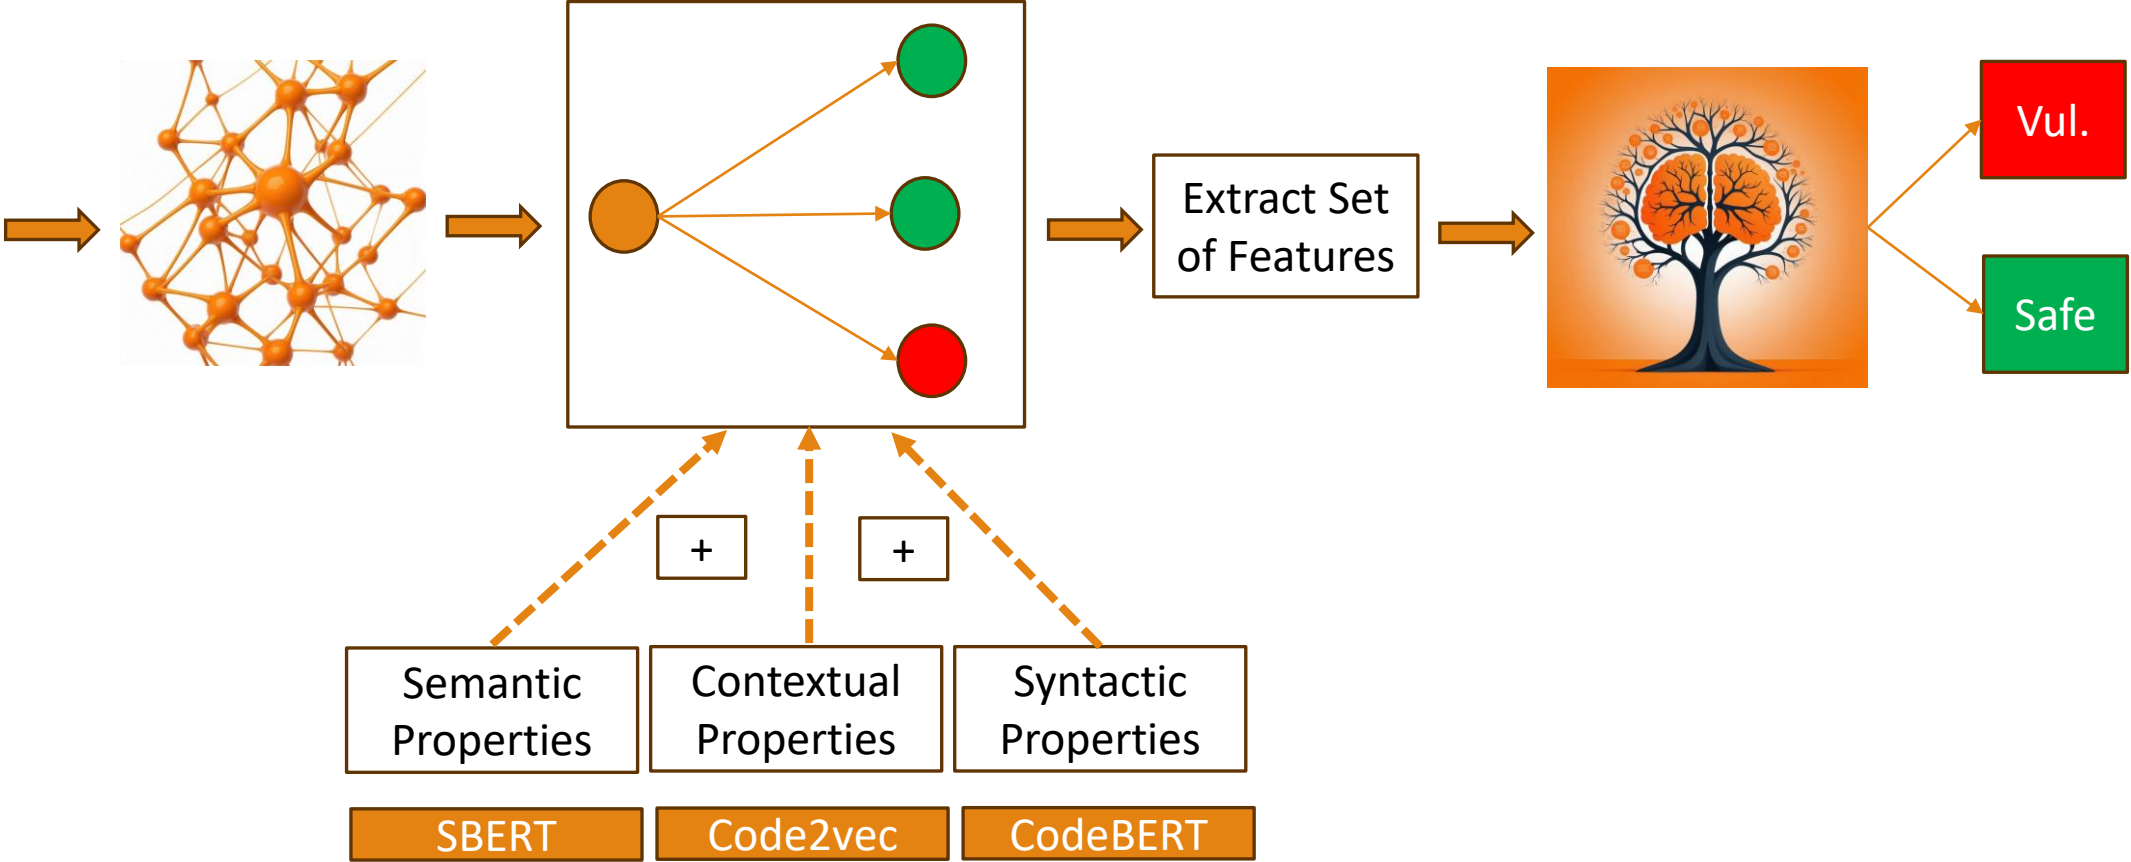 Vul.
Extract Set
of Features
Safe
+
+
Semantic
Properties
Contextual
Properties
Syntactic
Properties
SBERT
Code2vec
CodeBERT